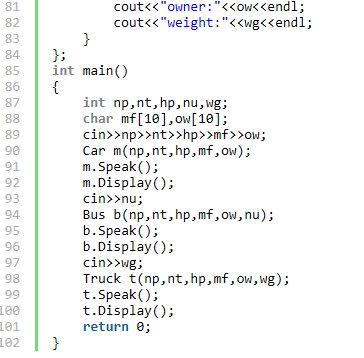 81 cout<<"owner:"<<ow<<endl;
82 cout<<"weight:"<<wg<<endl;
83 }
84 };
85 int main()
86 {
87 int np,nt,hp,nu,wg;
88 char mf[10],ow[10];
89 cin>>np>>nt>>hp>>mf>>ow;
90 Car m(np,nt,hp,mf,ow);
91 m.Speak();
92 m.Display();
93 cin>>nu;
94 Bus b(np,nt,hp,mf,ow,nu);
95 b.Speak();
96 b.Display();
97 cin>>wg;
98 Truck t(np,nt,hp,mf,ow,wg);
99 t.Speak();
100 t.Display();
101 return 0;
102 }